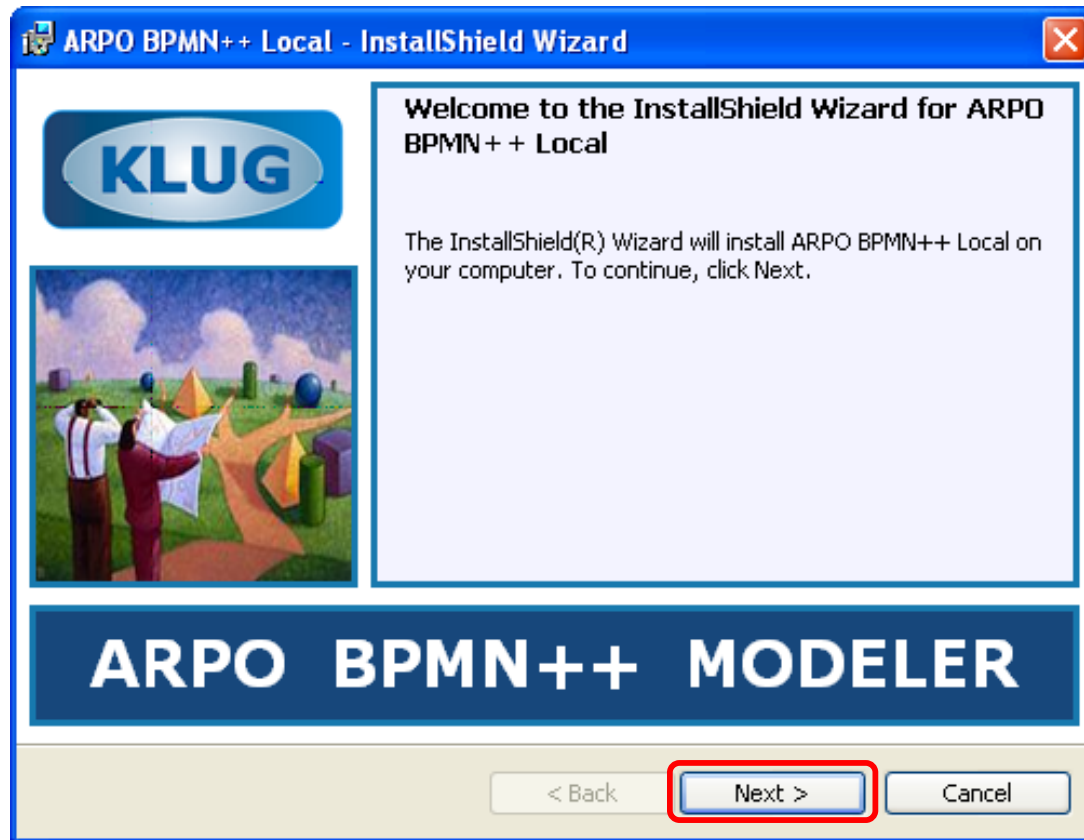 ARPO BPMN++ Local - InstallShield Wizard
KLUG
Welcome to the InstallShield Wizard for ARPO
BPMN++ Local
The InstallShield(R) Wizard will install ARPO BPMN++ Local on
your computer. To continue, click Next.
ARPO BPMN++ MODELER
< Back
Next >
Cancel